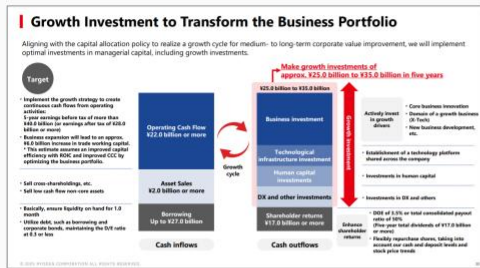 Growth Investment to Transform the Business Portfolio
Aligning with the capital allocation policy to realize a growth cycle for medium- to long-term corporate value improvement, we will implement
optimal investments in managerial capital, including growth investments.
Target
Make growth investments of
approx. ¥25.0 billion to ¥35.0 billion in five years
• Implement the growth strategy to create
continuous cash flows from operating
activities:
5-year earnings before tax of more than
¥40.0 billion (or earnings after tax of ¥28.0
billion or more)
• Business expansion will lead to an approx.
¥6.0 billion increase in trade working capital.
* This estimate assumes an improved capital
efficiency with ROIC and improved CCC by
optimizing the business portfolio.
• Sell cross-shareholdings, etc.
• Sell low cash flow non-core assets
• Basically, ensure liquidity on hand for 1.0
month
• Utilize debt, such as borrowing and
corporate bonds, maintaining the D/E ratio
at 0.5 or less
Operating Cash Flow
¥22.0 billion or more
Asset Sales
¥2.0 billion or more
Borrowing
Up to ¥27.0 billion
Cash inflows
Growth
cycle
¥25.0 billion to ¥35.0 billion
Business investment
Technological
infrastructure investment
Human capital
investments
DX and other investments
Shareholder returns
¥17.0 billion or more
Cash outflows
Growth investment
Actively invest
in growth
drivers
Enhance
shareholder
returns
• Core business innovation
• Domain of a growth business
(X-Tech)
• New business development,
etc.
• Establishment of a technology platform
shared across the company
• Investments in human capital
• Investments in DX and others
• DOE of 3.5% or total consolidated payout
ratio of 50%
(Five-year total dividends of ¥17.0 billion
or more)
• Flexibly repurchase shares, taking into
account our cash and deposit levels and
stock price trends